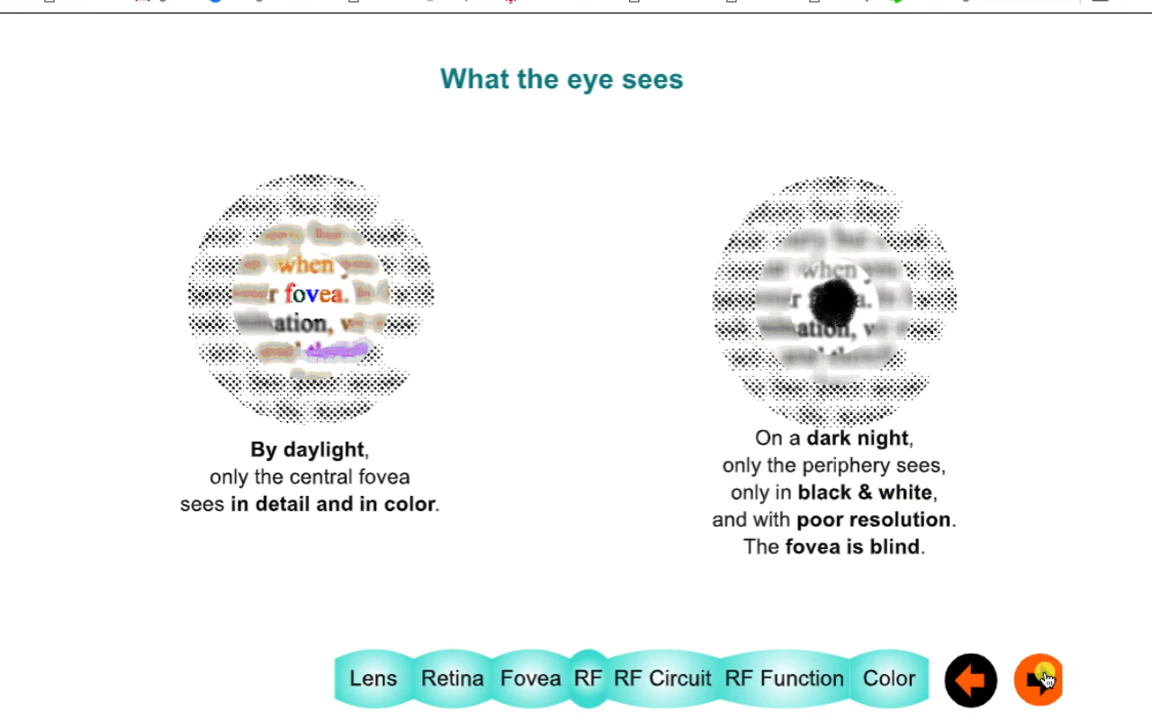 What the eye sees
when
r fovea.
ation,
when
ation, v
By daylight,
only the central fovea
sees in detail and in color.
On a dark night,
only the periphery sees,
only in black & white,
and with poor resolution.
The fovea is blind.
Lens Retina Fovea RF RF Circuit RF Function Color